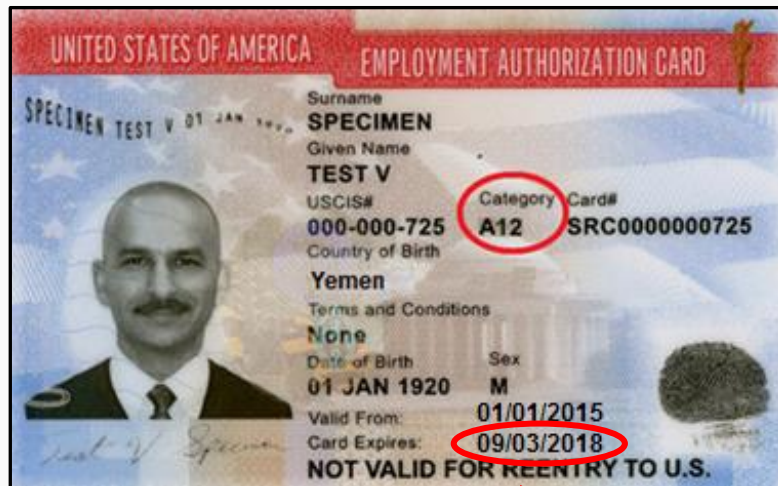 UNITED STATES OF AMERICA
EMPLOYMENT AUTHORIZATION CARD
SPECIMEN TEST V 01 JAN
Surname
SPECIMEN
Given Name
TEST V
USCIS# Category Card#
000-000-725 A12 SRC0000000725
Country of Birth
Yemen
Terms and Conditions
None
Date of Birth Sex
01 JAN 1920 M
Valid From: 01/01/2015
Card Expires: 09/03/2018
Test V Specimen
NOT VALID FOR REENTRY TO U.S.